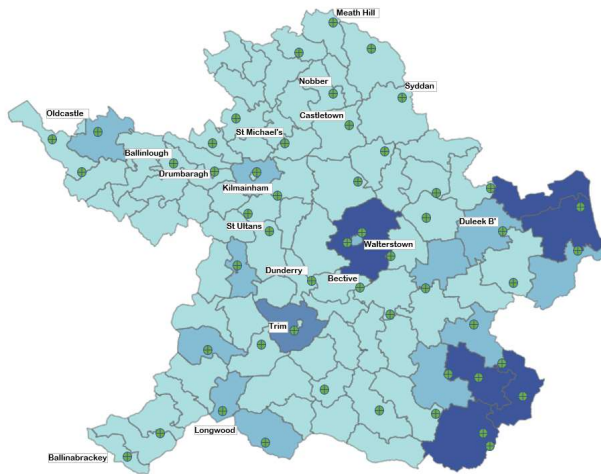 Meath Hill
Nobber
Syddan
Oldcastle
Castletown
St Michael's
Ballinlough
Drumbaragh
Kilmainham
St Ultans
Duleek B'
Walterstown
Dunderry
Bective
Trim
Longwood
Ballinabrackey